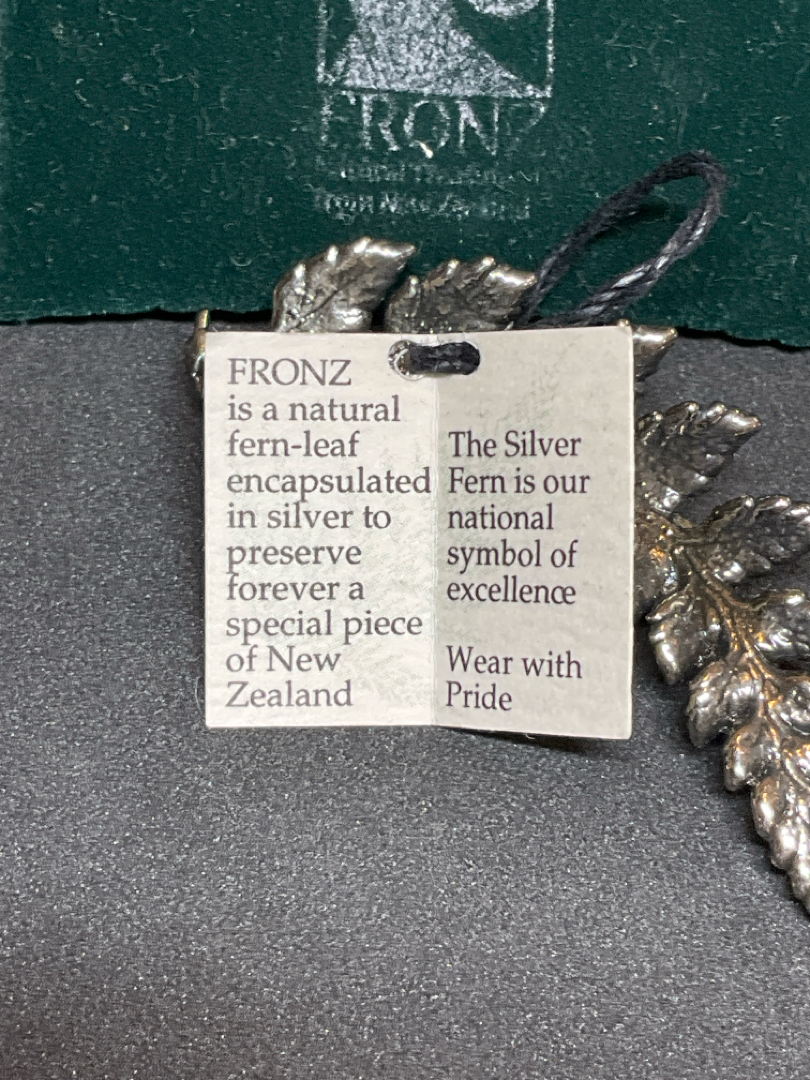 FRONZ
FRONZ
is a natural
fern-leaf
encapsulated
in silver to
preserve
forever a
special piece
of New
Zealand
The Silver
Fern is our
national
symbol of
excellence
Wear with
Pride